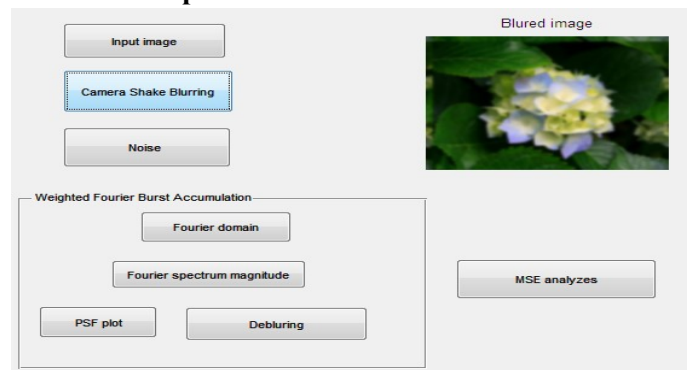 Blured image
Input image
Camera Shake Blurring
Noise
Weighted Fourier Burst Accumulation
Fourier domain
Fourier spectrum magnitude
MSE analyzes
PSF plot
Debluring